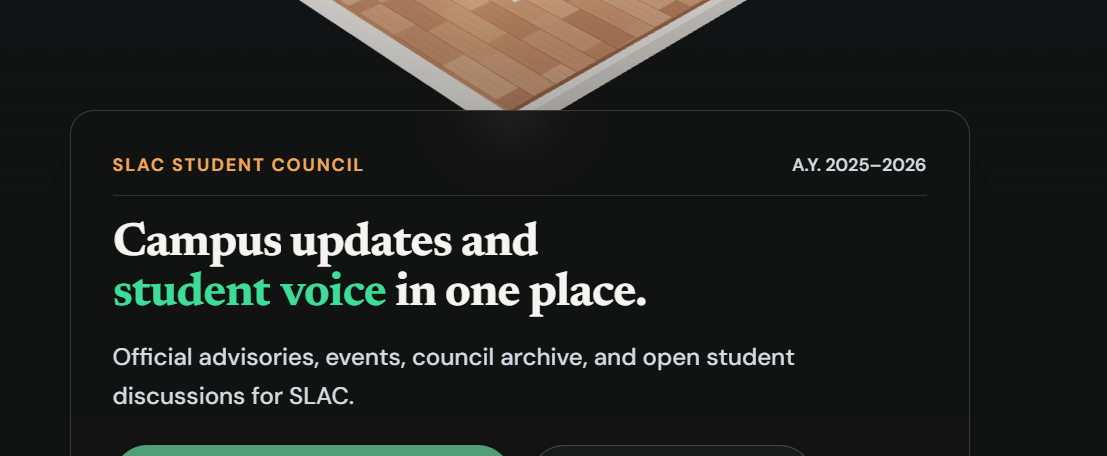 SLAC STUDENT COUNCIL
A.Y. 2025–2026
Campus updates and
student voice in one place.
Official advisories, events, council archive, and open student
discussions for SLAC.